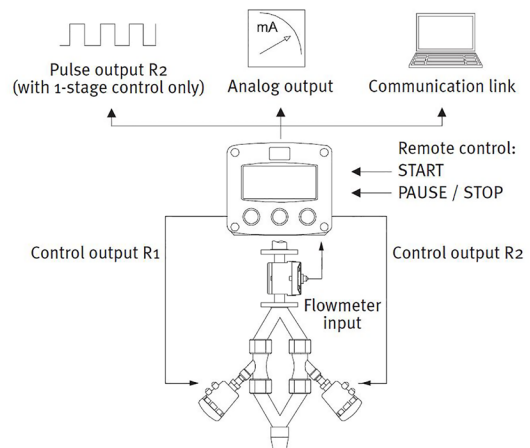 mA
Pulse output R2
(with 1-stage control only)
Analog output
Communication link
Remote control:
START
PAUSE / STOP
Control output R1
Control output R2
Flowmeter
input